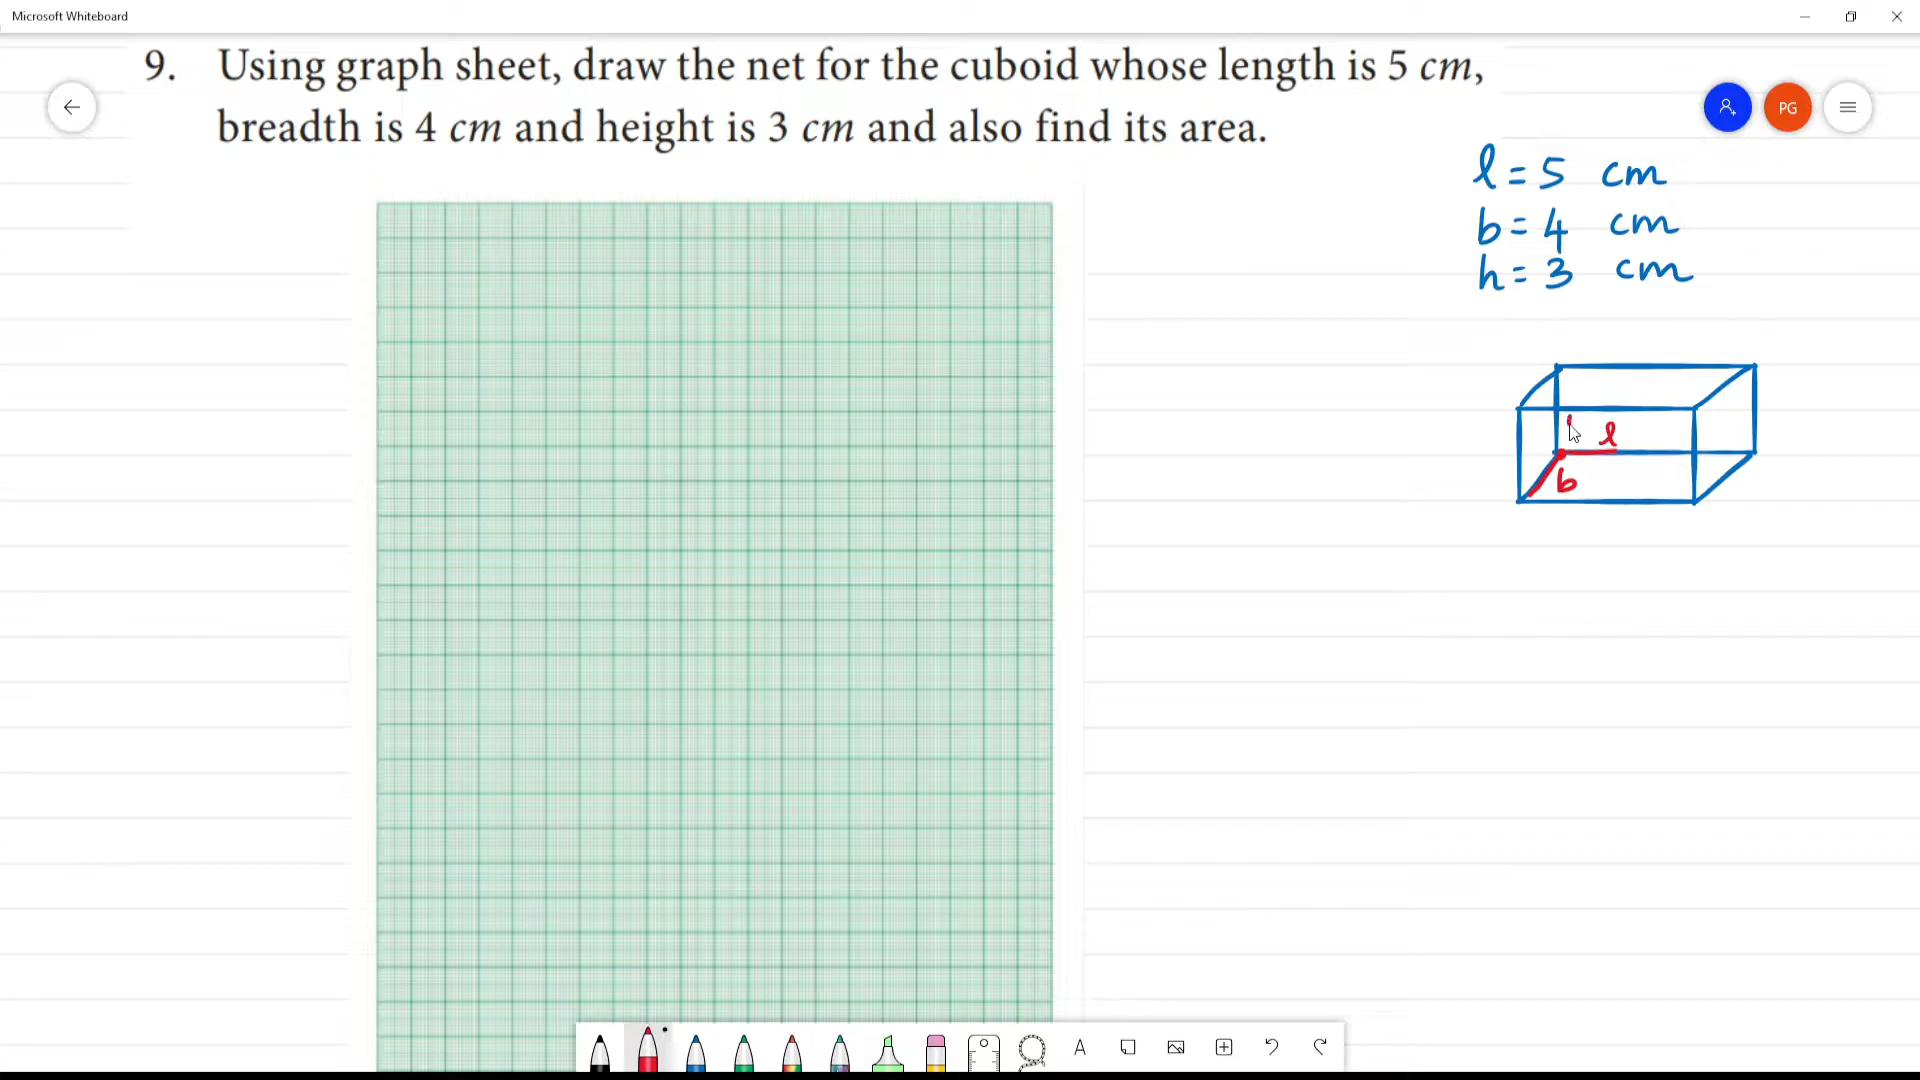 Microsoft Whiteboard
9. Using graph sheet, draw the net for the cuboid whose length is 5 cm,
breadth is 4 cm and height is 3 cm and also find its area.
PG
l = 5 cm
b = 4 cm
h = 3 cm
l
b
A